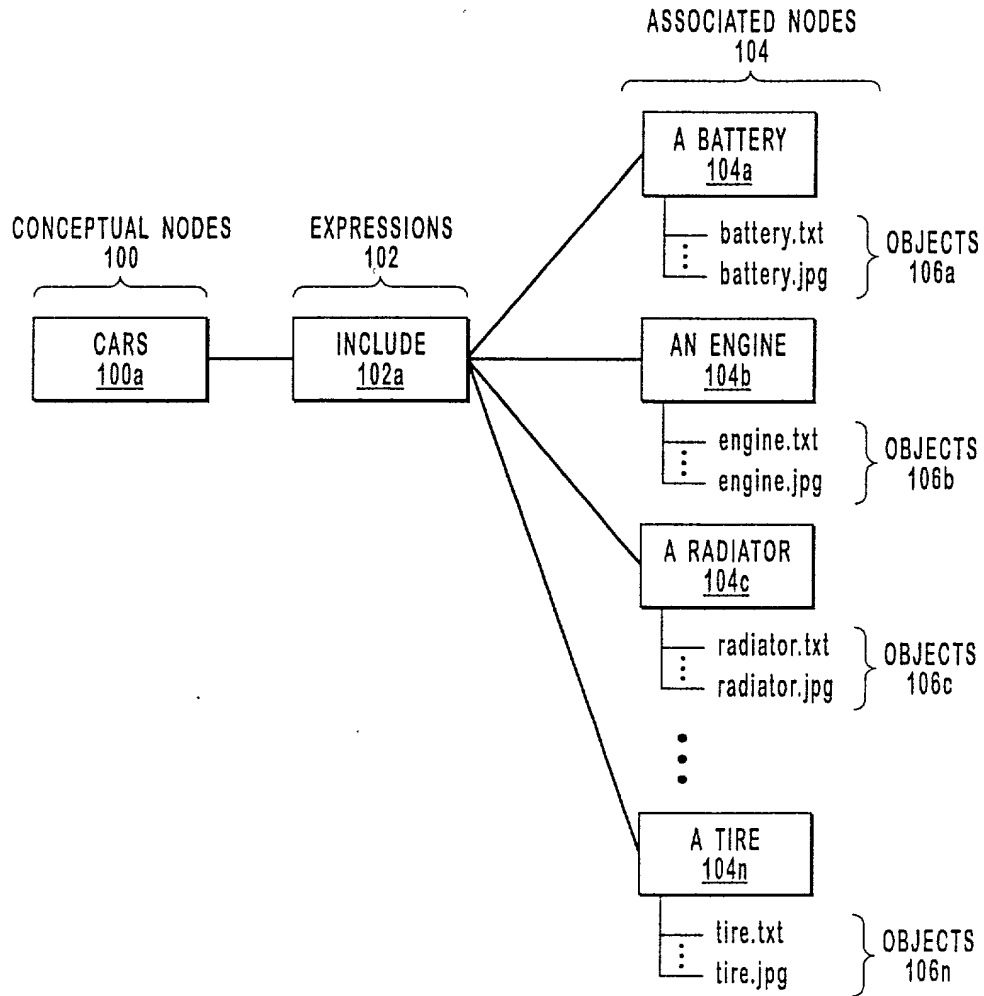 ASSOCIATED NODES
104
A BATTERY
104a
battery.txt
battery.jpg
OBJECTS
106a
CONCEPTUAL NODES
100
EXPRESSIONS
102
CARS
100a
INCLUDE
102a
AN ENGINE
104b
engine.txt
engine.jpg
OBJECTS
106b
A RADIATOR
104c
radiator.txt
radiator.jpg
OBJECTS
106c
A TIRE
104n
tire.txt
tire.jpg
OBJECTS
106n